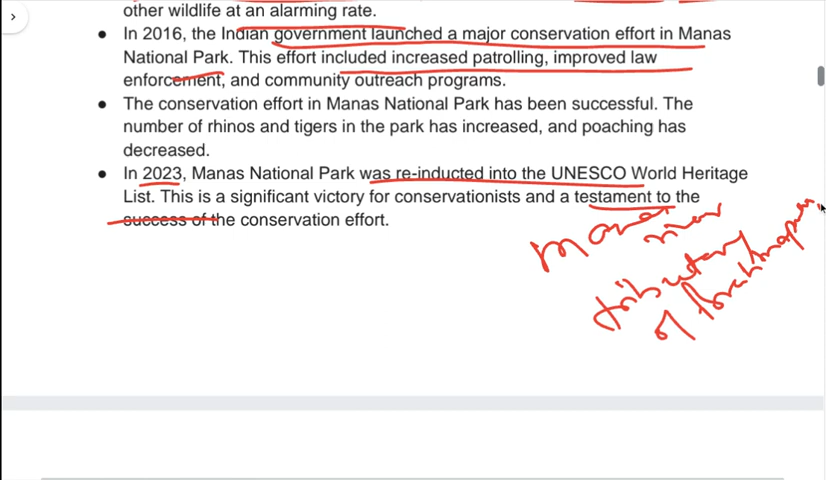 other wildlife at an alarming rate.
● In 2016, the Indian government launched a major conservation effort in Manas
National Park. This effort included increased patrolling, improved law
enforcement, and community outreach programs.
● The conservation effort in Manas National Park has been successful. The
number of rhinos and tigers in the park has increased, and poaching has
decreased.
● In 2023, Manas National Park was re-inducted into the UNESCO World Heritage
List. This is a significant victory for conservationists and a testament to the
success of the conservation effort.
Manas
river
tributary
of